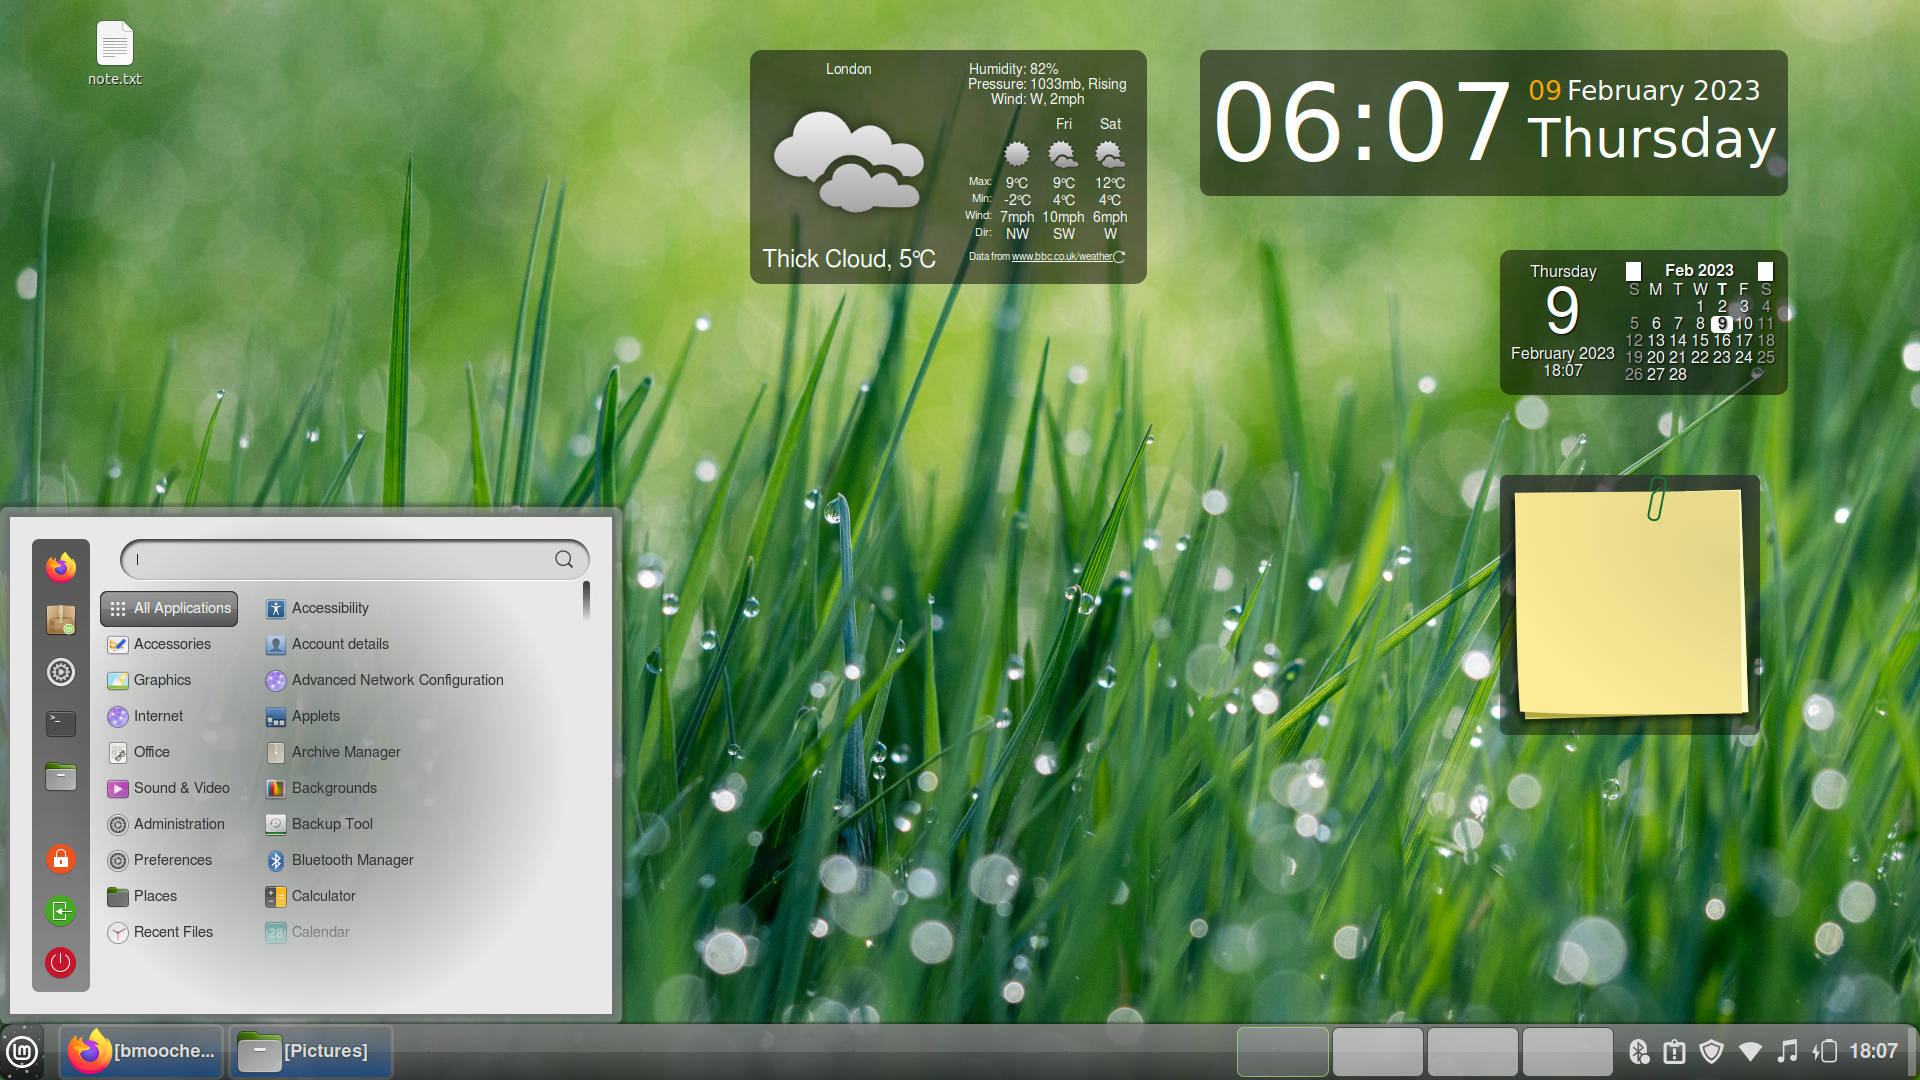 note.txt
London
Humidity: 82%
Pressure: 1033mb, Rising
Wind: W, 2mph
Fri Sat
Max: 9°C 9°C 12°C
Min: -2°C 4°C 4°C
Wind: 7mph 10mph 6mph
Dir: NW SW W
Thick Cloud, 5°C
Data from www.bbc.co.uk/weather
06:07
09 February 2023
Thursday
Thursday
9
February 2023
18:07
Feb 2023
S M T W T F S
1 2 3 4
5 6 7 8 9 10 11
12 13 14 15 16 17 18
19 20 21 22 23 24 25
26 27 28
All Applications
Accessories
Graphics
Internet
Office
Sound & Video
Administration
Preferences
Places
Recent Files
Accessibility
Account details
Advanced Network Configuration
Applets
Archive Manager
Backgrounds
Backup Tool
Bluetooth Manager
Calculator
28
Calendar
[bmooche...
[Pictures]
18:07